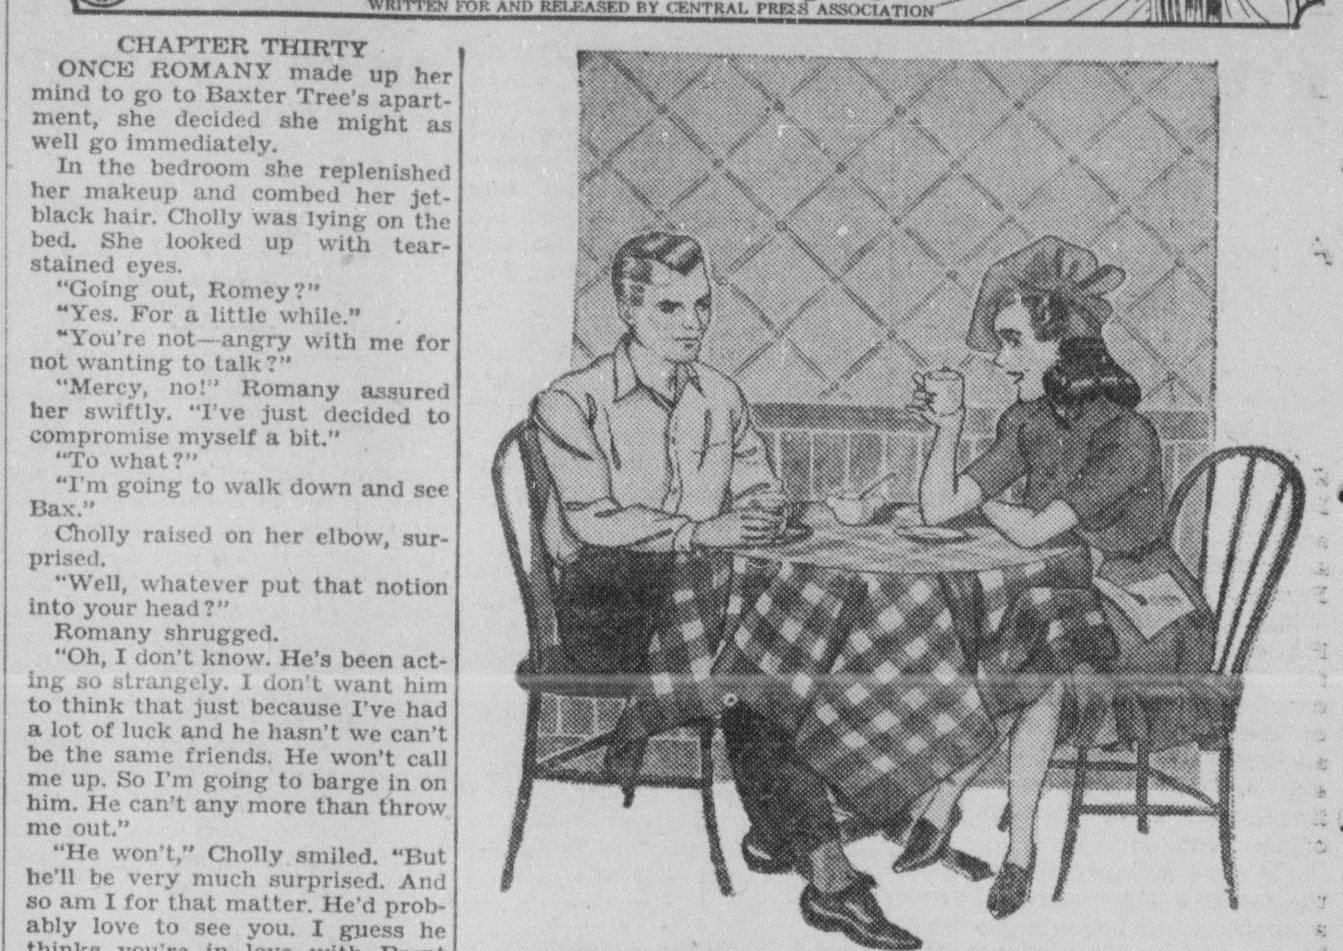 WRITTEN FOR AND RELEASED BY CENTRAL PRESS ASSOCIATION
CHAPTER THIRTY
ONCE ROMANY made up her
mind to go to Baxter Tree's apart-
ment, she decided she might as
well go immediately.
In the bedroom she replenished
her makeup and combed her jet-
black hair. Cholly was lying on the
bed. She looked up with tear-
stained eyes.
"Going out, Romey?"
"Yes. For a little while."
"You're not—angry with me for
not wanting to talk?"
"Mercy, no!" Romany assured
her swiftly. "I've just decided to
compromise myself a bit."
"To what?"
"I'm going to walk down and see
Bax."
Cholly raised on her elbow, sur-
prised.
"Well, whatever put that notion
into your head?"
Romany shrugged.
"Oh, I don't know. He's been act-
ing so strangely. I don't want him
to think that just because I've had
a lot of luck and he hasn't we can't
be the same friends. He won't call
me up. So I'm going to barge in on
him. He can't any more than throw
me out."
"He won't," Cholly smiled. "But
he'll be very much surprised. And
so am I for that matter. He'd prob-
ably love to see you. I guess he
thinks you're in love with